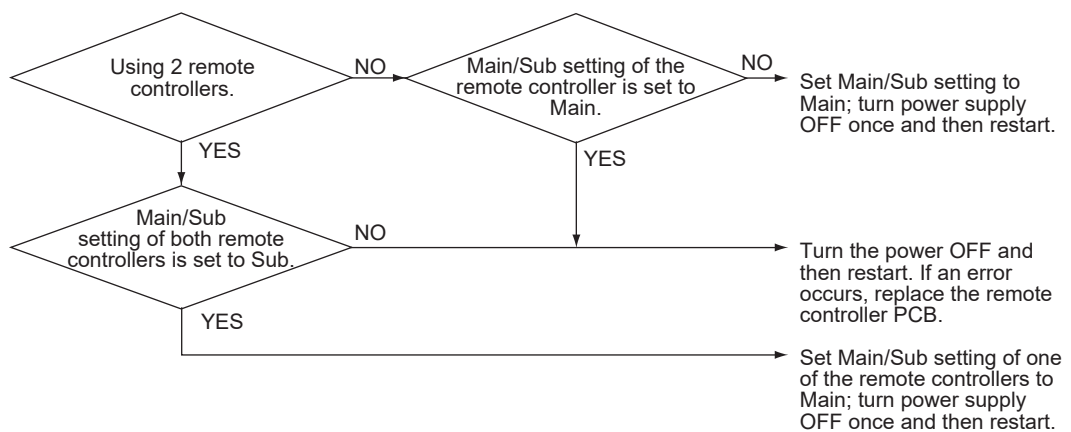 Using 2 remote
controllers.
NO
Main/Sub setting of the
remote controller is set to
Main.
NO
Set Main/Sub setting to
Main; turn power supply
OFF once and then restart.
YES
YES
Main/Sub
setting of both remote
controllers is set to Sub.
NO
Turn the power OFF and
then restart. If an error
occurs, replace the remote
controller PCB.
YES
Set Main/Sub setting of one
of the remote controllers to
Main; turn power supply
OFF once and then restart.